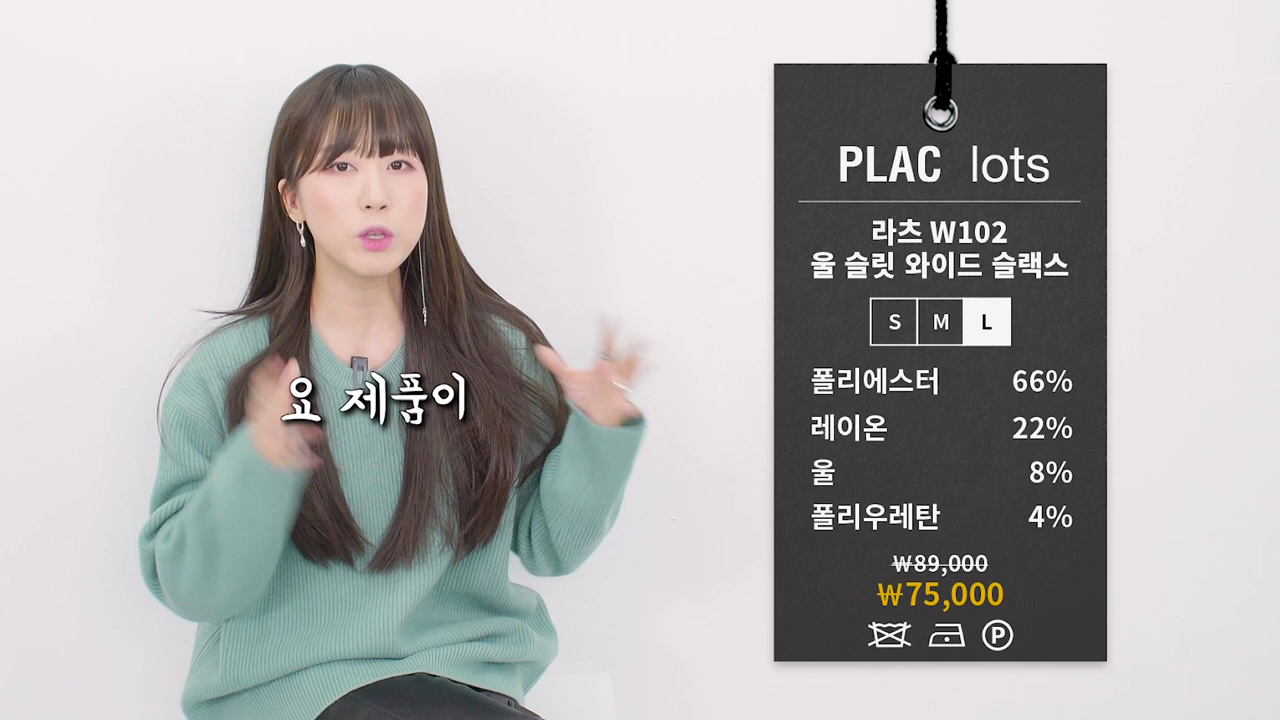 요 제품이
PLAC lots
라츠 W102
울 슬릿 와이드 슬랙스
S M L
폴리에스터 66%
레이온 22%
울 8%
폴리우레탄 4%
₩89,000
₩75,000
P